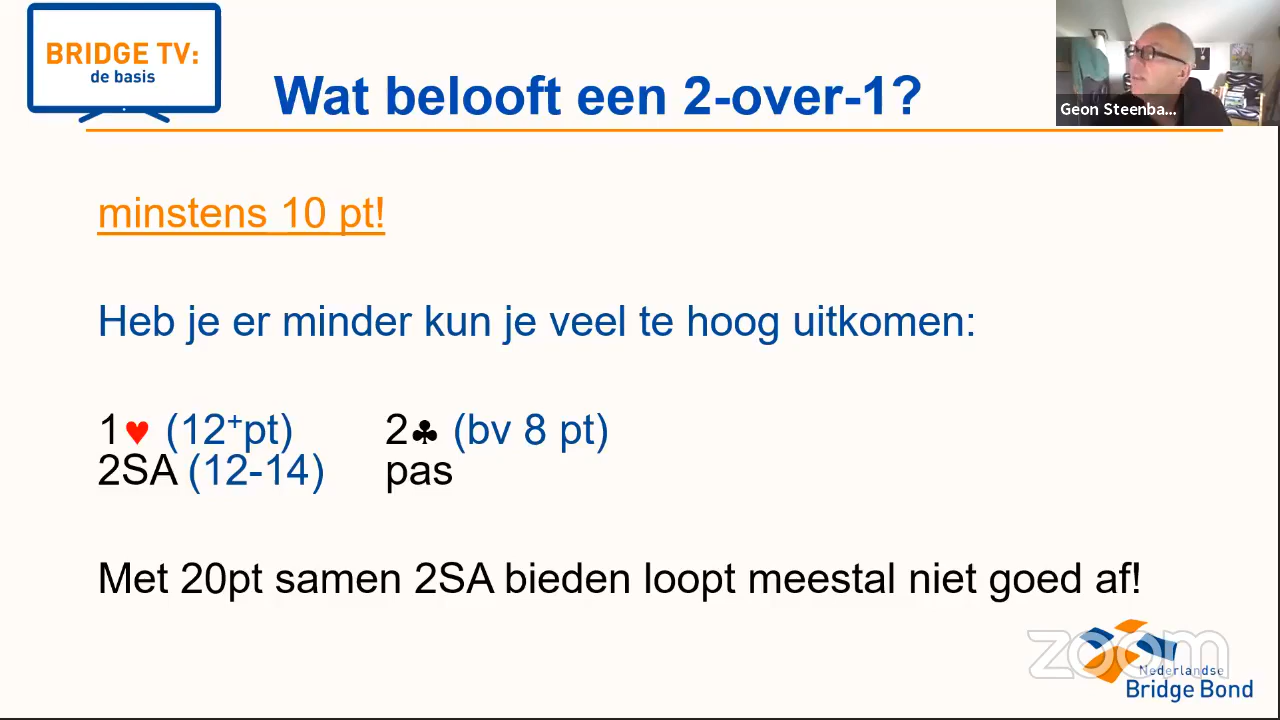 BRIDGE TV:
de basis
Wat belooft een 2-over-1?
Geon Steenba...
minstens 10 pt!
Heb je er minder kun je veel te hoog uitkomen:
1♥ (12⁺pt) 2♣ (bv 8 pt)
2SA (12-14) pas
Met 20pt samen 2SA bieden loopt meestal niet goed af!
zoom
Nederlandse
Bridge Bond